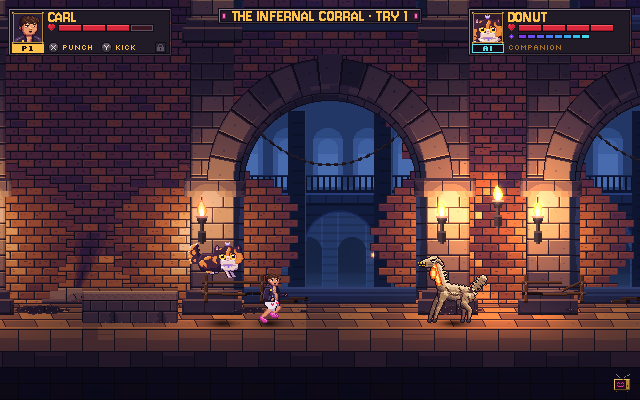 CARL
P1
X PUNCH Y KICK
THE INFERNAL CORRAL · TRY 1
DONUT
AI
COMPANION